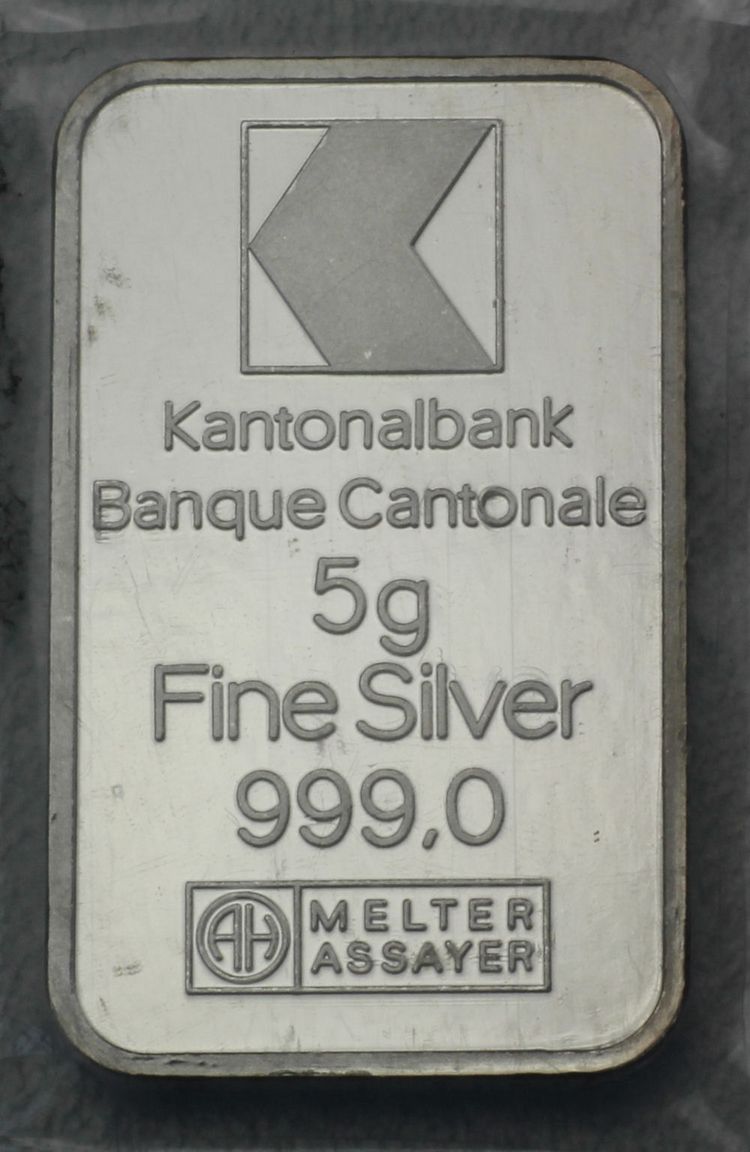 Kantonalbank
Banque Cantonale
5g
Fine Silver
999,0
AH
MELTER
ASSAYER